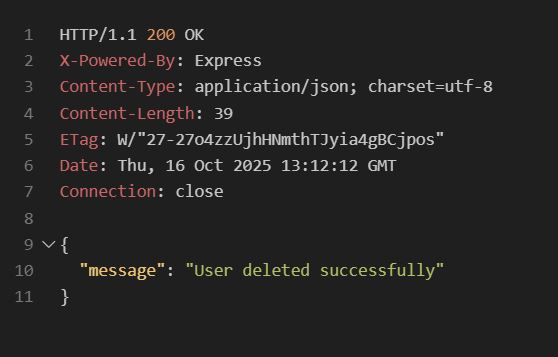 1 HTTP/1.1 200 OK
2 X-Powered-By: Express
3 Content-Type: application/json; charset=utf-8
4 Content-Length: 39
5 ETag: W/"27-27o4zzUjhHNmthTJyia4gBCjpos"
6 Date: Thu, 16 Oct 2025 13:12:12 GMT
7 Connection: close
8
9 {
10 "message": "User deleted successfully"
11 }